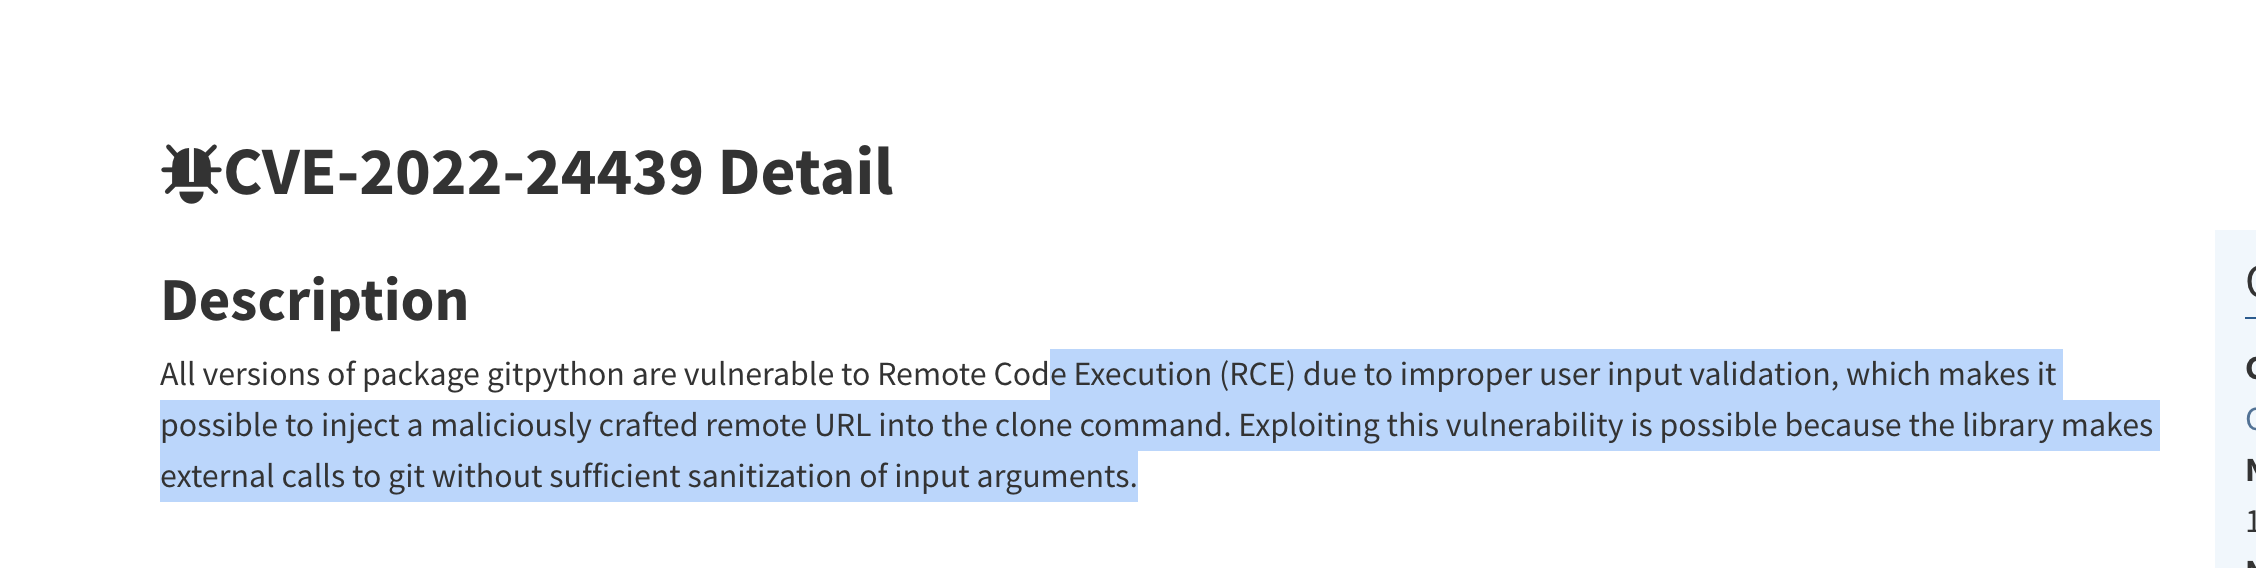 CVE-2022-24439 Detail
Description
All versions of package gitpython are vulnerable to Remote Code Execution (RCE) due to improper user input validation, which makes it
possible to inject a maliciously crafted remote URL into the clone command. Exploiting this vulnerability is possible because the library makes
external calls to git without sufficient sanitization of input arguments.